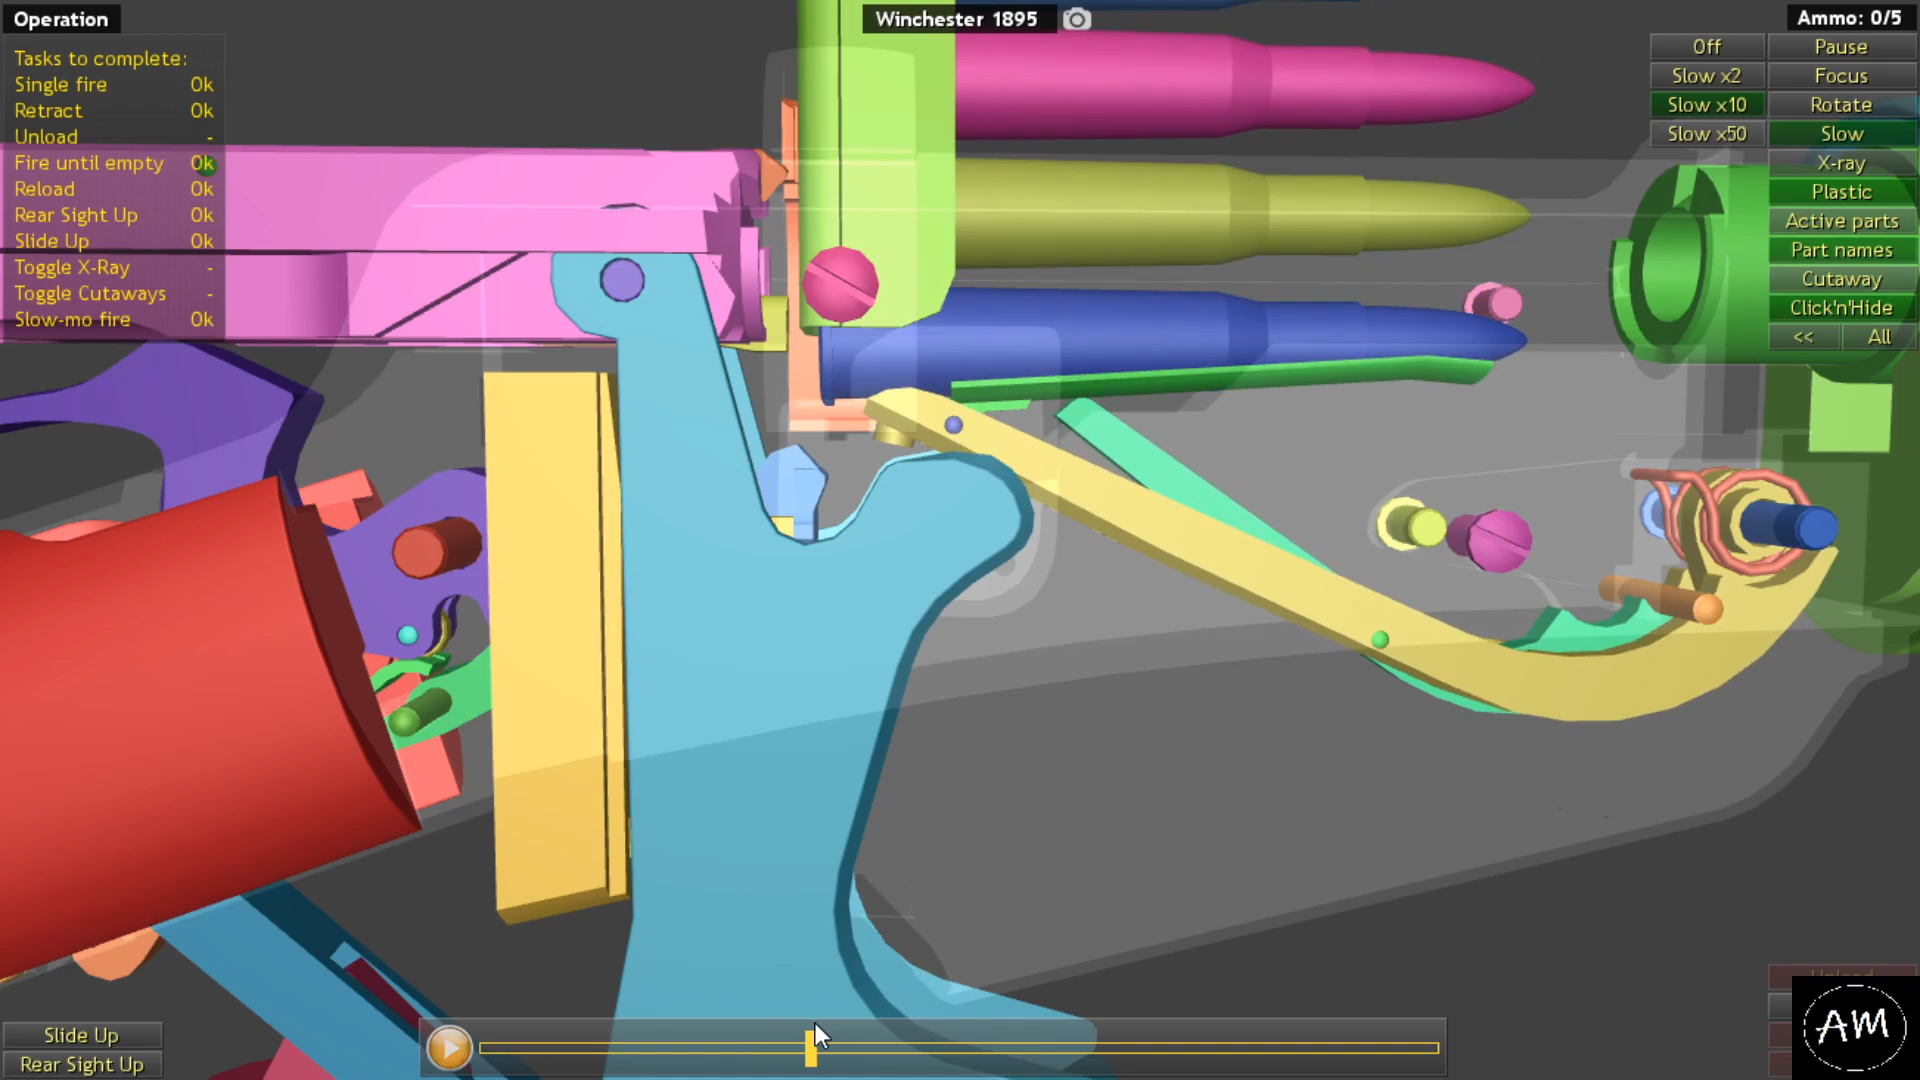 Operation
Winchester 1895
Ammo: 0/5
Tasks to complete:
Single fire Ok
Retract Ok
Unload -
Fire until empty Ok
Reload Ok
Rear Sight Up Ok
Slide Up Ok
Toggle X-Ray -
Toggle Cutaways -
Slow-mo fire Ok
Off Pause
Slow x2 Focus
Slow x10 Rotate
Slow x50 Slow
X-ray
Plastic
Active parts
Part names
Cutaway
Click'n'Hide
<< All
Slide Up
Rear Sight Up
AM